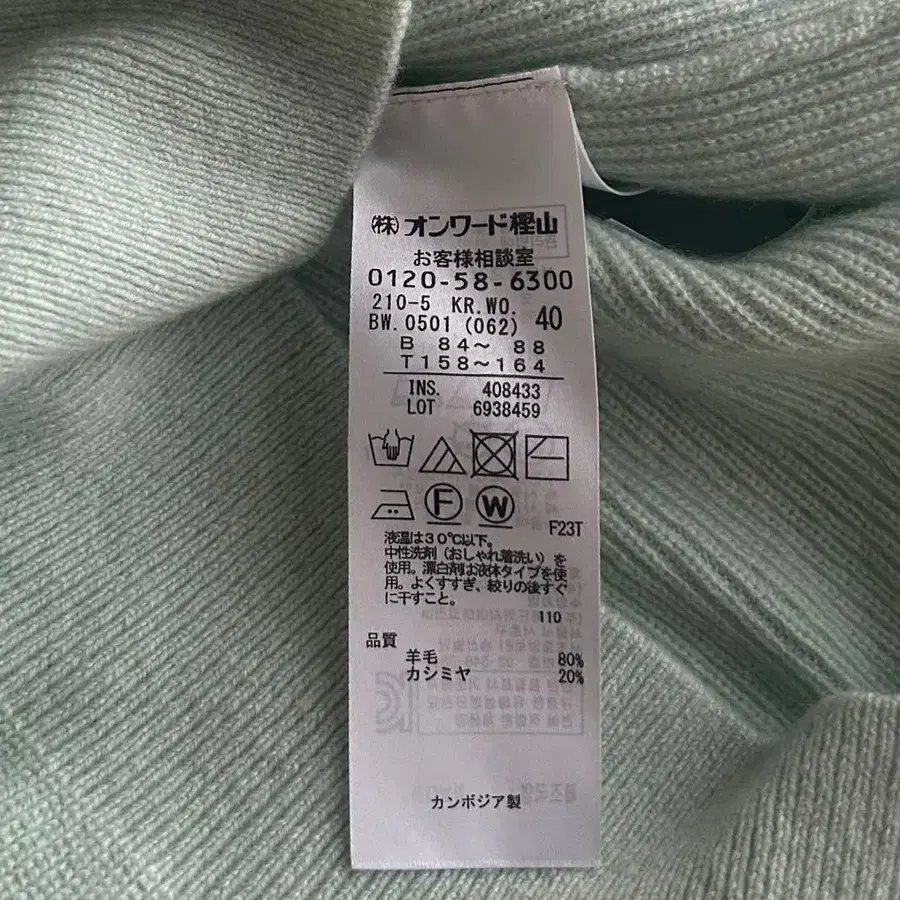 ㈱オンワード樫山
お客様相談室
0120-58-6300
210-5 KR.WO.
BW.0501 (062) 40
B 84～ 88
T158～164
INS. 408433
LOT 6938459
F W F23T
液温は30℃以下。
中性洗剤（おしゃれ着洗い）を
使用。漂白剤は液体タイプを使
用。よくすすぎ、絞りの後すぐ
に干すこと。
110
品質
羊毛 80%
カシミヤ 20%
カンボジア製